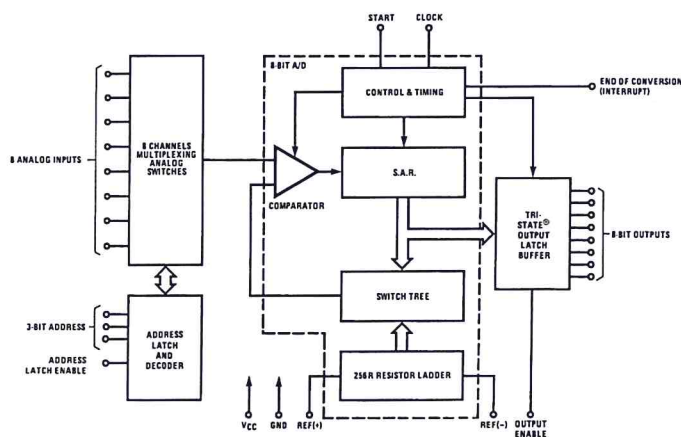 START
CLOCK
8-BIT A/D
CONTROL & TIMING
END OF CONVERSION
(INTERRUPT)
8 ANALOG INPUTS
8 CHANNELS
MULTIPLEXING
ANALOG
SWITCHES
COMPARATOR
S.A.R.
TRI-
STATE®
OUTPUT
LATCH
BUFFER
8-BIT OUTPUTS
SWITCH TREE
3-BIT ADDRESS
ADDRESS
LATCH ENABLE
ADDRESS
LATCH
AND
DECODER
256R RESISTOR LADDER
VCC
GND
REF(+)
REF(−)
OUTPUT
ENABLE